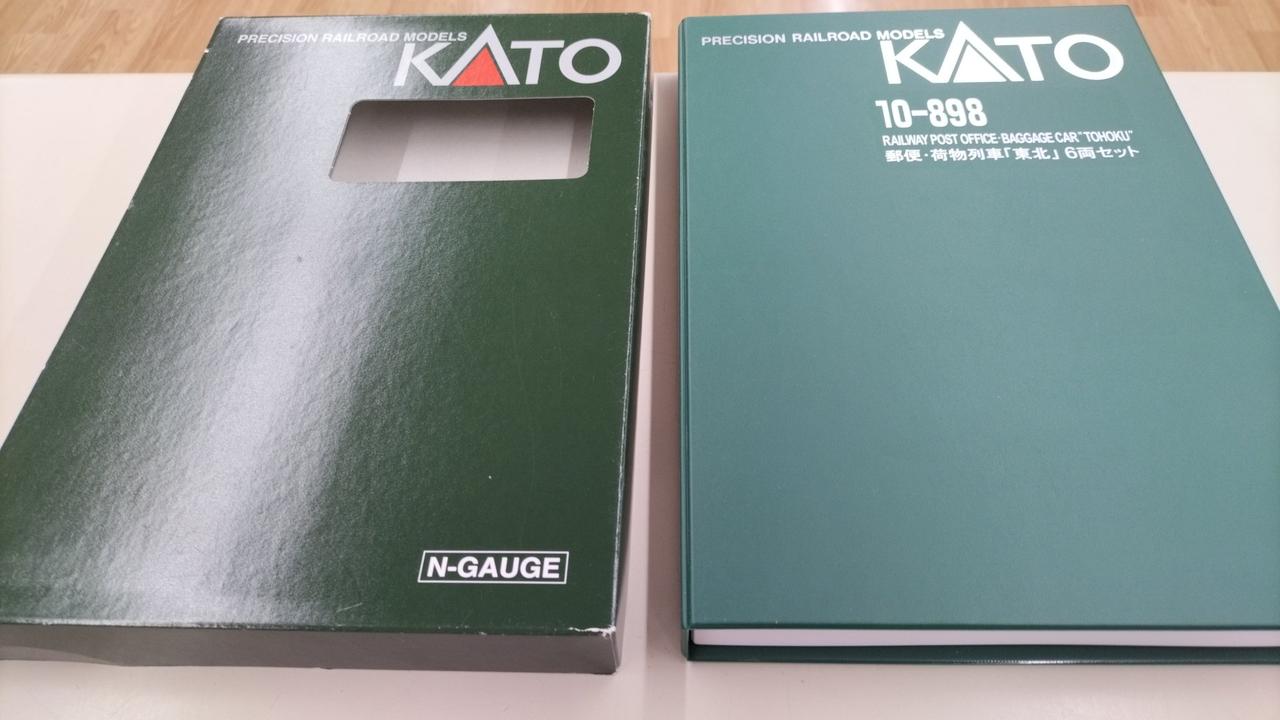 PRECISION RAILROAD MODELS
KATO
N-GAUGE
PRECISION RAILROAD MODELS
KATO
10-898
RAILWAY POST OFFICE·BAGGAGE CAR "TOHOKU"
郵便・荷物列車「東北」6両セット